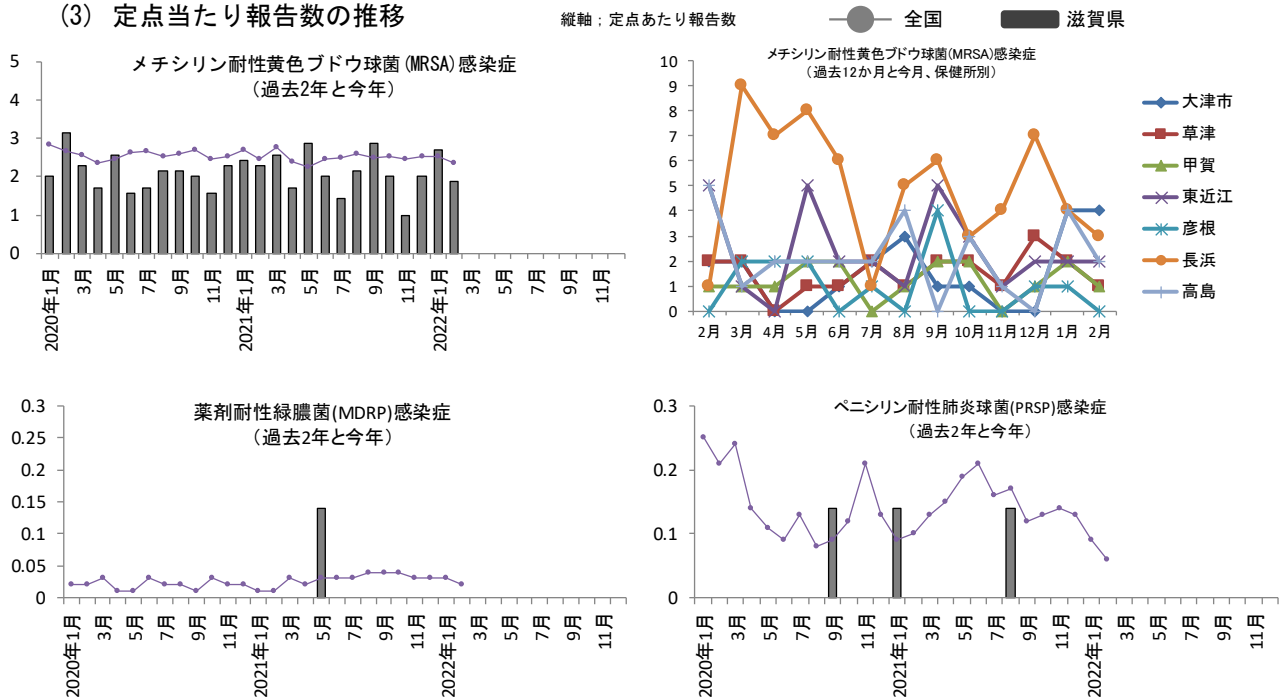 (3) 定点当たり報告数の推移
縦軸；定点あたり報告数
全国
滋賀県
メチシリン耐性黄色ブドウ球菌(MRSA)感染症
（過去2年と今年）
5
4
3
2
1
0
2020年1月 3月 5月 7月 9月 11月 2021年1月 3月 5月 7月 9月 11月 2022年1月 3月 5月 7月 9月 11月
メチシリン耐性黄色ブドウ球菌(MRSA)感染症
（過去12か月と今月、保健所別）
10
9
8
7
6
5
4
3
2
1
0
2月 3月 4月 5月 6月 7月 8月 9月 10月 11月 12月 1月 2月
大津市
草津
甲賀
東近江
彦根
長浜
高島
薬剤耐性緑膿菌(MDRP)感染症
（過去2年と今年）
0.3
0.25
0.2
0.15
0.1
0.05
0
2020年1月 3月 5月 7月 9月 11月 2021年1月 3月 5月 7月 9月 11月 2022年1月 3月 5月 7月 9月 11月
ペニシリン耐性肺炎球菌(PRSP)感染症
（過去2年と今年）
0.3
0.2
0.1
0
2020年1月 3月 5月 7月 9月 11月 2021年1月 3月 5月 7月 9月 11月 2022年1月 3月 5月 7月 9月 11月